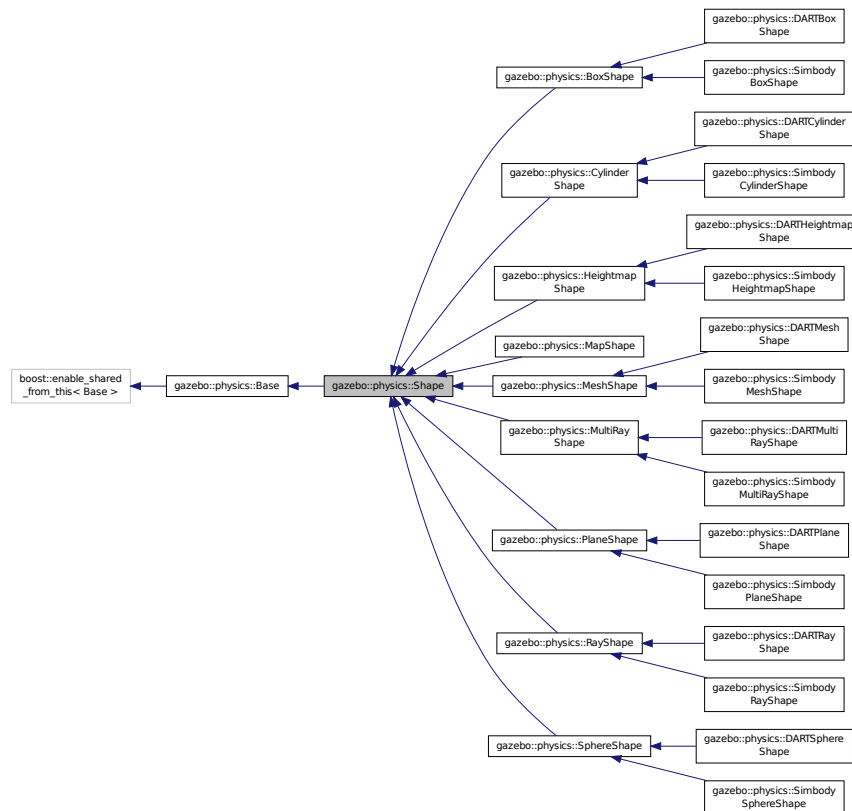 gazebo::physics::DARTBox
Shape
gazebo::physics::BoxShape
gazebo::physics::Simbody
BoxShape
gazebo::physics::DARTCylinder
Shape
gazebo::physics::Cylinder
Shape
gazebo::physics::Simbody
CylinderShape
gazebo::physics::DARTHeightmap
Shape
gazebo::physics::Heightmap
Shape
gazebo::physics::Simbody
HeightmapShape
gazebo::physics::MapShape
gazebo::physics::DARTMesh
Shape
boost::enable_shared
_from_this< Base >
gazebo::physics::Base
gazebo::physics::Shape
gazebo::physics::MeshShape
gazebo::physics::Simbody
MeshShape
gazebo::physics::MultiRay
Shape
gazebo::physics::DARTMulti
RayShape
gazebo::physics::Simbody
MultiRayShape
gazebo::physics::PlaneShape
gazebo::physics::DARTPlane
Shape
gazebo::physics::Simbody
PlaneShape
gazebo::physics::RayShape
gazebo::physics::DARTRay
Shape
gazebo::physics::Simbody
RayShape
gazebo::physics::SphereShape
gazebo::physics::DARTSphere
Shape
gazebo::physics::Simbody
SphereShape